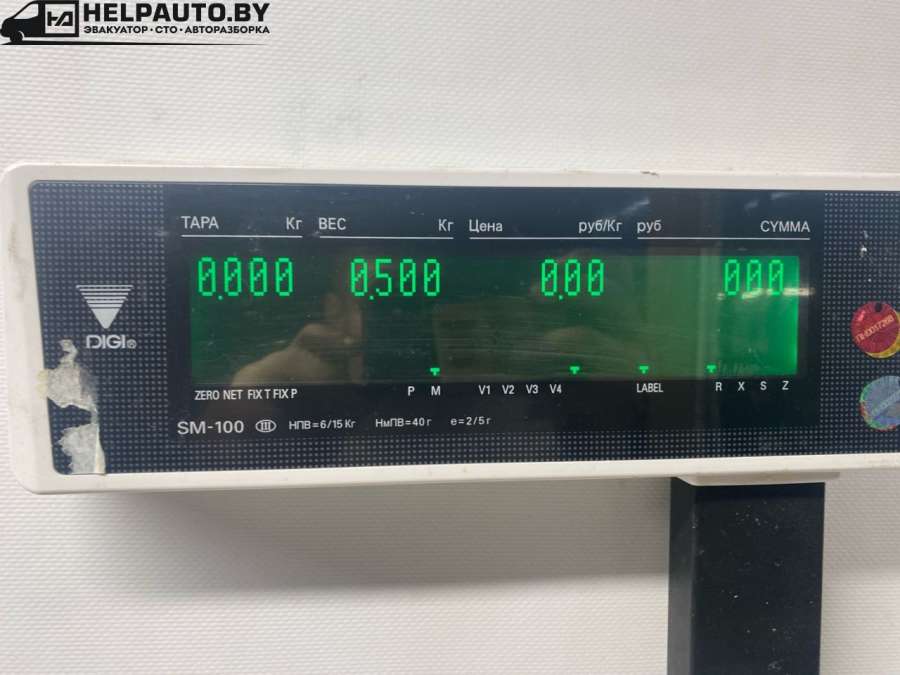 HELPAUTO.BY
ЭВАКУАТОР · СТО · АВТОРАЗБОРКА
ТАРА Кг ВЕС Кг Цена руб/Кг руб СУММА
0.000 0.500 0.00 000
DIGI®
ZERO NET FIX T FIX P P M V1 V2 V3 V4 LABEL R X S Z
SM-100 III НПВ=6/15 Кг НмПВ=40 г e=2/5 г